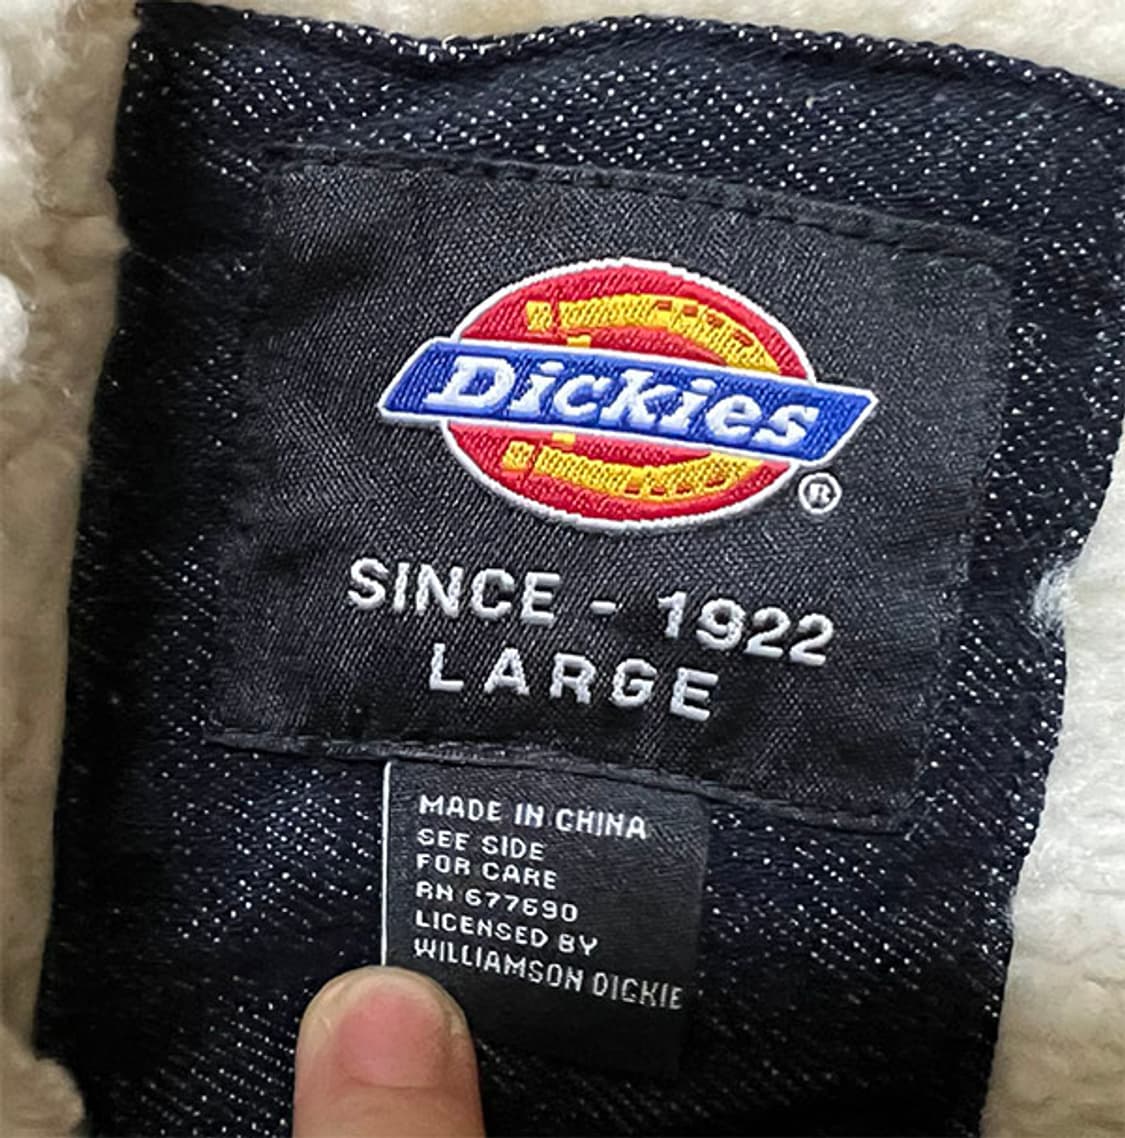 Dickies
®
SINCE - 1922
LARGE
MADE IN CHINA
SEE SIDE
FOR CARE
RN 677690
LICENSED BY
WILLIAMSON DICKIE